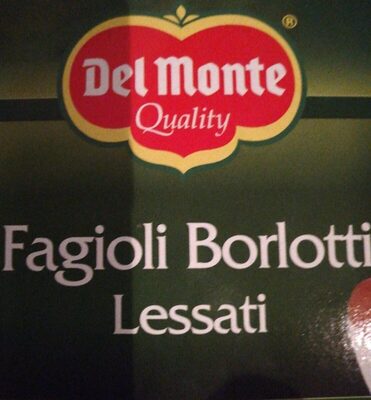 Del Monte
®
Quality
Fagioli Borlotti
Lessati